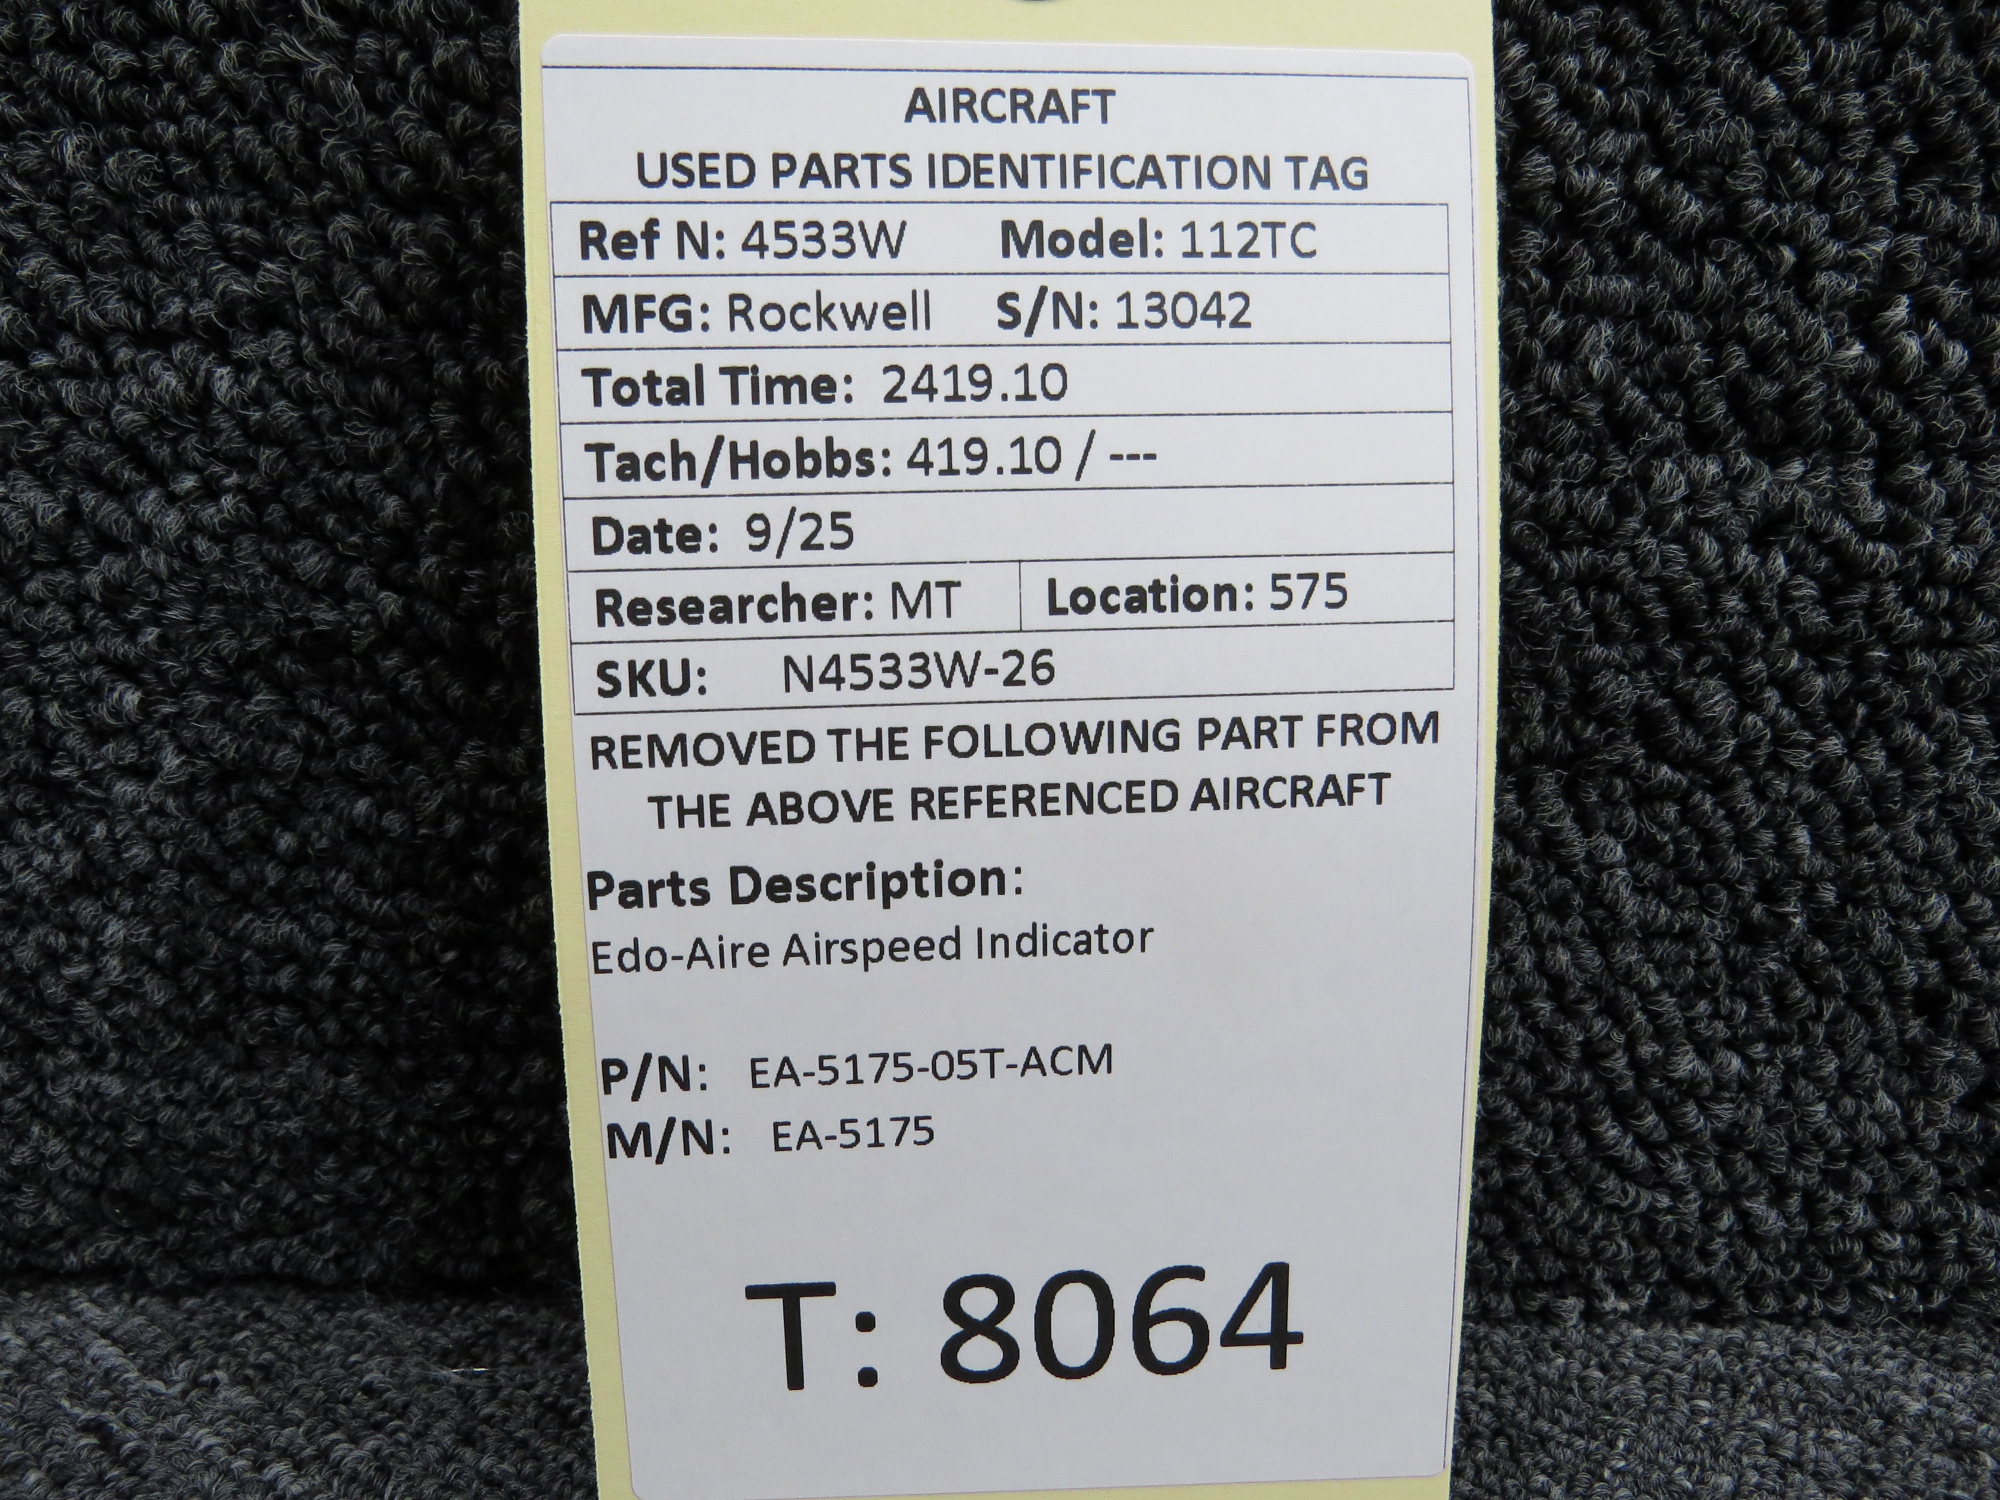 AIRCRAFT
USED PARTS IDENTIFICATION TAG
Ref N: 4533W Model: 112TC
MFG: Rockwell S/N: 13042
Total Time: 2419.10
Tach/Hobbs: 419.10 / ---
Date: 9/25
Researcher: MT Location: 575
SKU: N4533W-26
REMOVED THE FOLLOWING PART FROM
THE ABOVE REFERENCED AIRCRAFT
Parts Description:
Edo-Aire Airspeed Indicator
P/N: EA-5175-05T-ACM
M/N: EA-5175
T: 8064